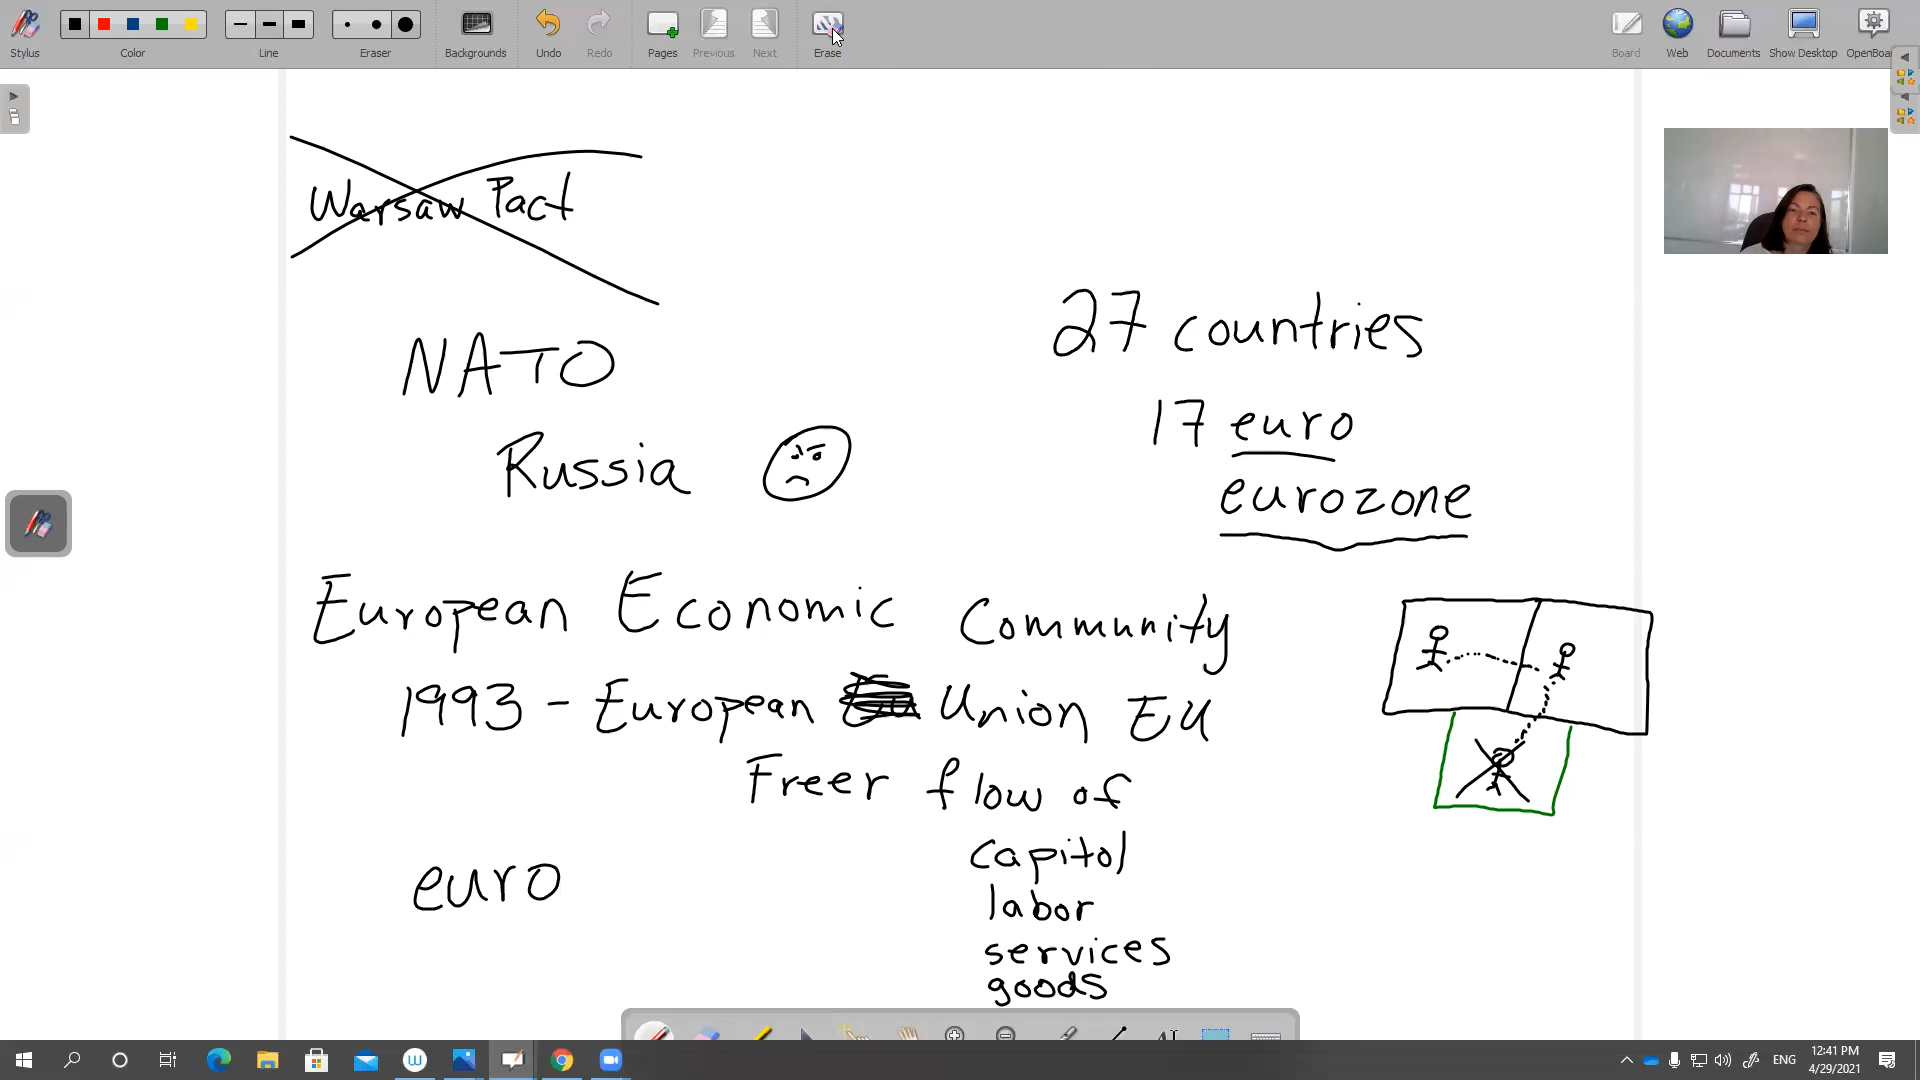 Stylus
Color
Line
Eraser
Backgrounds
Undo
Redo
Pages
Previous
Next
Erase
Board
Web
Documents
Show Desktop
OpenBoa
Warsaw Pact
NATO
Russia
27 countries
17 euro
eurozone
European Economic Community
1993 - European Union EU
Freer flow of
capitol
labor
services
goods
euro
ENG
12:41 PM
4/29/2021